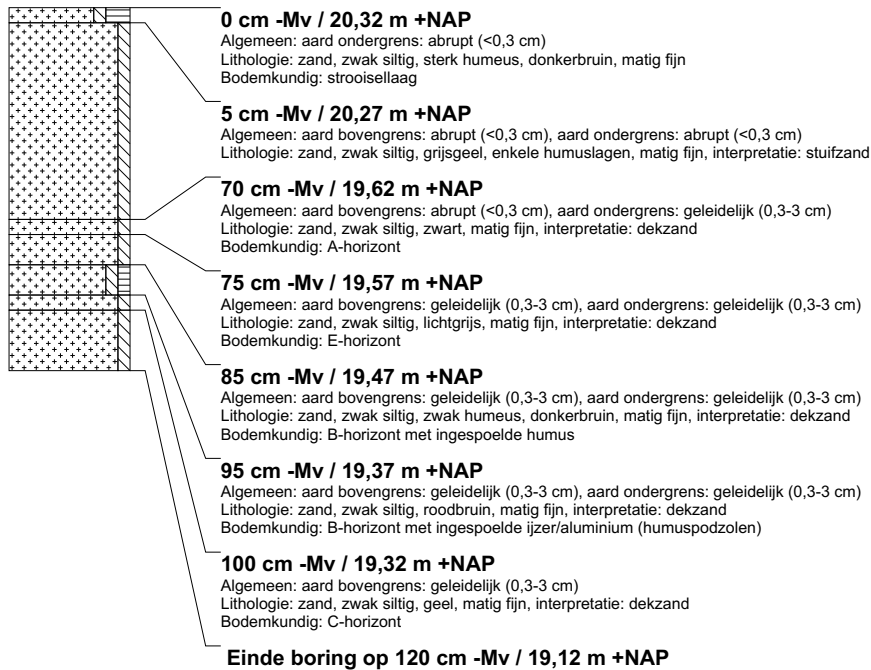 0 cm -Mv / 20,32 m +NAP
Algemeen: aard ondergrens: abrupt (<0,3 cm)
Lithologie: zand, zwak siltig, sterk humeus, donkerbruin, matig fijn
Bodemkundig: strooisellaag
5 cm -Mv / 20,27 m +NAP
Algemeen: aard bovengrens: abrupt (<0,3 cm), aard ondergrens: abrupt (<0,3 cm)
Lithologie: zand, zwak siltig, grijsgeel, enkele humuslagen, matig fijn, interpretatie: stuifzand
70 cm -Mv / 19,62 m +NAP
Algemeen: aard bovengrens: abrupt (<0,3 cm), aard ondergrens: geleidelijk (0,3-3 cm)
Lithologie: zand, zwak siltig, zwart, matig fijn, interpretatie: dekzand
Bodemkundig: A-horizont
75 cm -Mv / 19,57 m +NAP
Algemeen: aard bovengrens: geleidelijk (0,3-3 cm), aard ondergrens: geleidelijk (0,3-3 cm)
Lithologie: zand, zwak siltig, lichtgrijs, matig fijn, interpretatie: dekzand
Bodemkundig: E-horizont
85 cm -Mv / 19,47 m +NAP
Algemeen: aard bovengrens: geleidelijk (0,3-3 cm), aard ondergrens: geleidelijk (0,3-3 cm)
Lithologie: zand, zwak siltig, zwak humeus, donkerbruin, matig fijn, interpretatie: dekzand
Bodemkundig: B-horizont met ingespoelde humus
95 cm -Mv / 19,37 m +NAP
Algemeen: aard bovengrens: geleidelijk (0,3-3 cm), aard ondergrens: geleidelijk (0,3-3 cm)
Lithologie: zand, zwak siltig, roodbruin, matig fijn, interpretatie: dekzand
Bodemkundig: B-horizont met ingespoelde ijzer/aluminium (humuspodzolen)
100 cm -Mv / 19,32 m +NAP
Algemeen: aard bovengrens: geleidelijk (0,3-3 cm)
Lithologie: zand, zwak siltig, geel, matig fijn, interpretatie: dekzand
Bodemkundig: C-horizont
Einde boring op 120 cm -Mv / 19,12 m +NAP